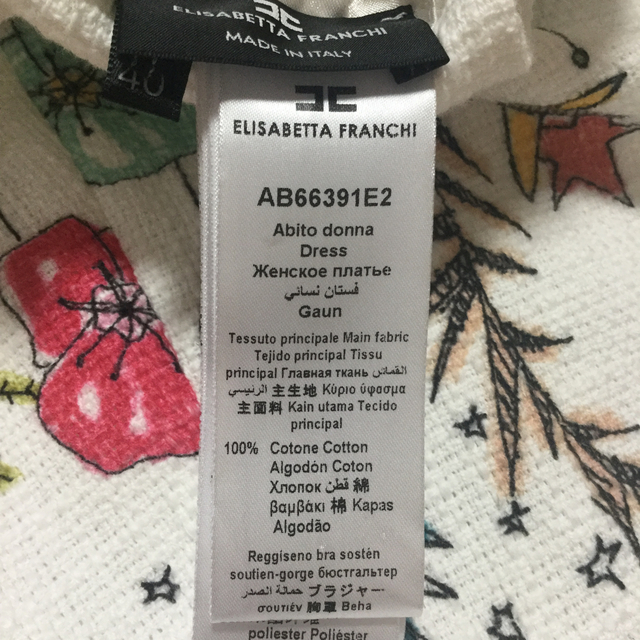 ELISABETTA FRANCHI
MADE IN ITALY
40
ELISABETTA FRANCHI
AB66391E2
Abito donna
Dress
Женское платье
فستان نسائي
Gaun
Tessuto principale Main fabric
Tejido principal Tissu
principal Главная ткань القماش
الرئيسي 主生地 Κύριο ύφασμα
主面料 Kain utama Tecido
principal
100% Cotone Cotton
Algodón Coton
Хлопок قطن 綿
βαμβάκι 棉 Kapas
Algodão
Reggiseno bra sostén
soutien-gorge бюстгальтер
حمالة الصدر ブラジャー
σουτιέν 胸罩 Beha
poliester Poliéster